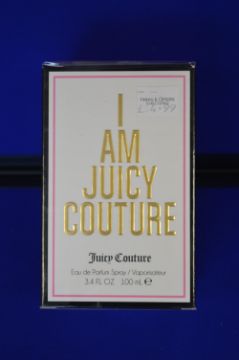 I
AM
JUICY
COUTURE
Juicy Couture
Eau de Parfum Spray / Vaporisateur
3.4 FL OZ 100 mL ℮